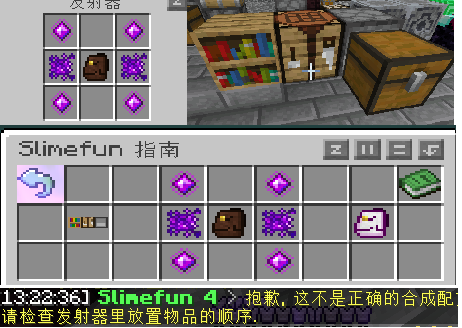 发射器
Slimefun 指南
[13:22:36] Slimefun 4 > 抱歉, 这不是正确的合成配
请检查发射器里放置物品的顺序.